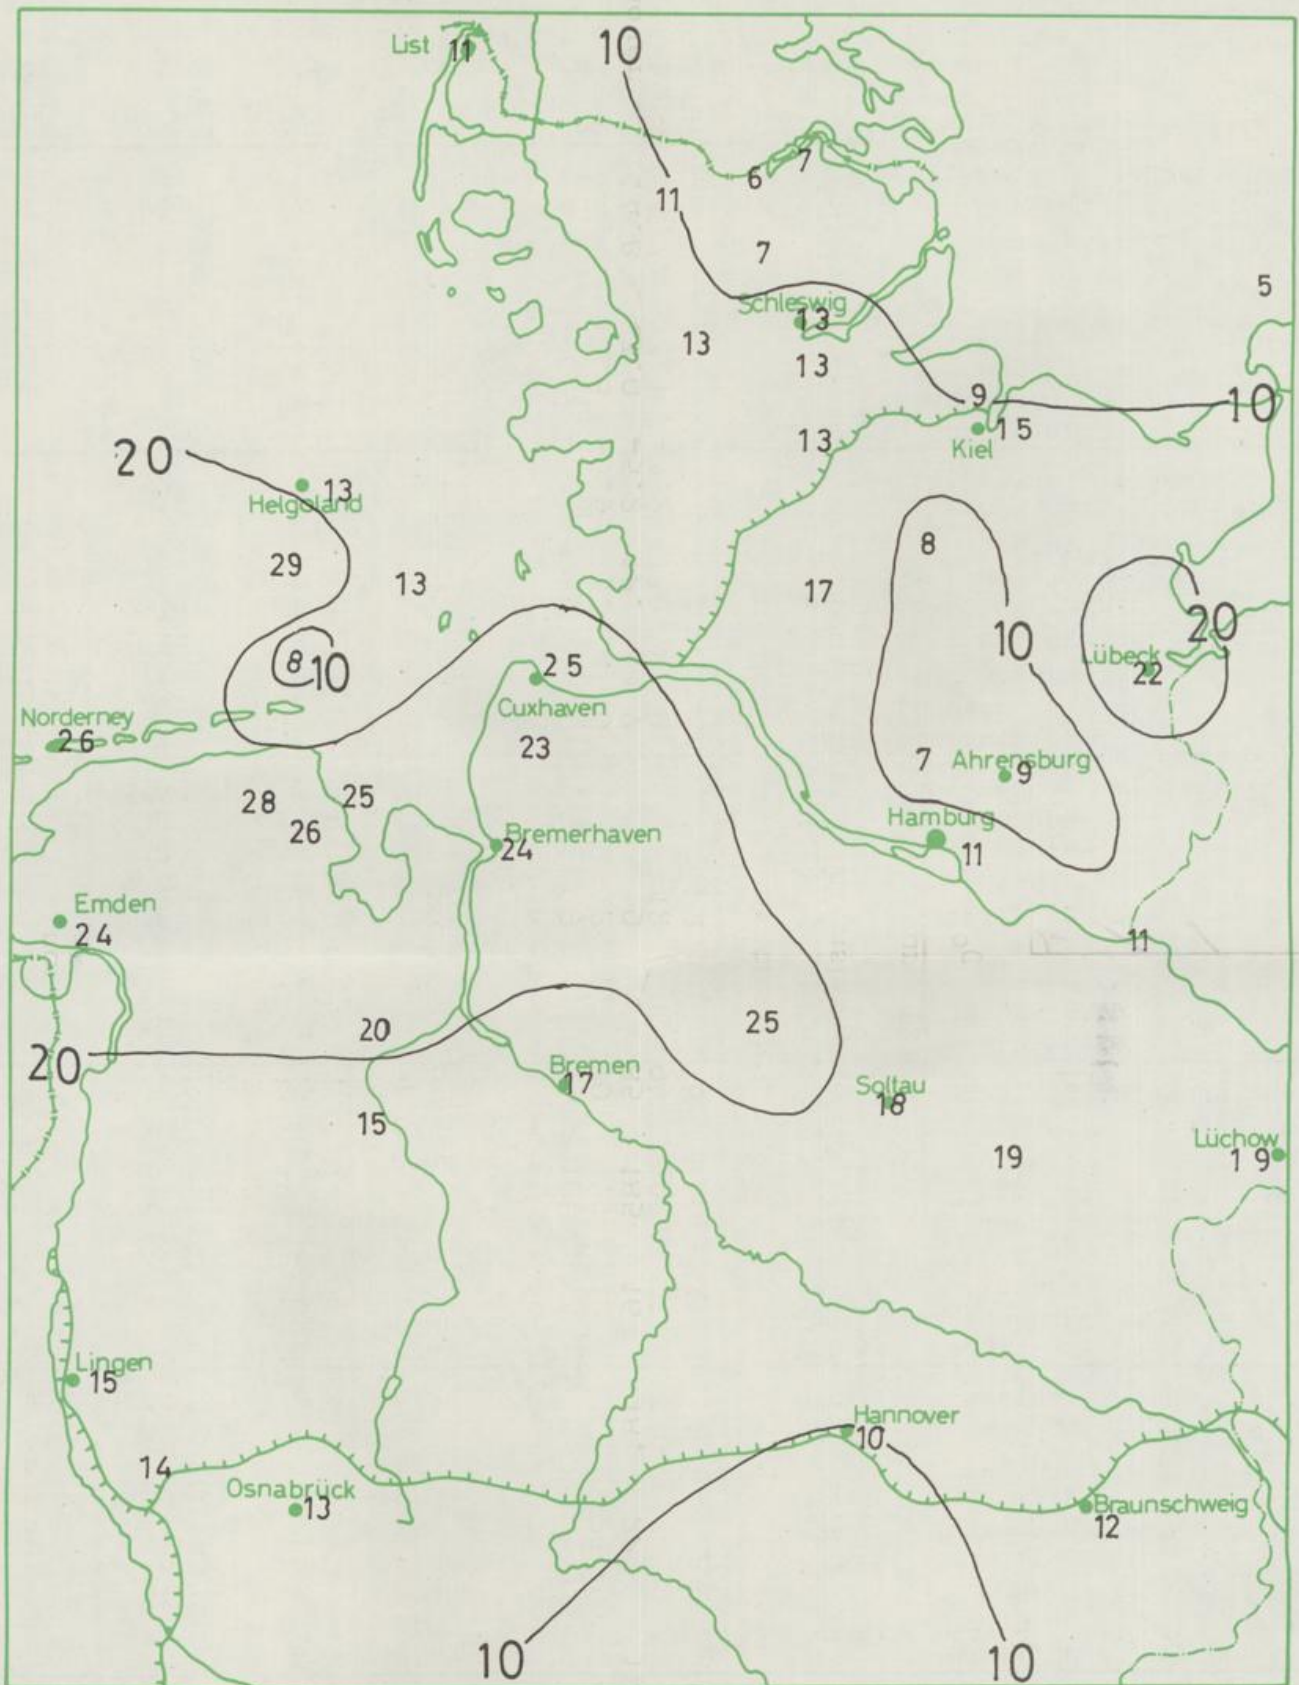 List 11
10
6
7
11
7
5
Schleswig
13
13
13
9
10
15
Kiel
13
20
13
Helgoland
8
29
13
17
20
10
8 10
25
Lübeck
22
Cuxhaven
Norderney
26
23
7
Ahrensburg
9
28
25
26
Hamburg
11
Bremerhaven
24
Emden
24
11
25
20
20
Bremen
17
Soltau
18
15
19
Lüchow
19
Lingen
15
Hannover
10
14
Osnabrück
13
Braunschweig
12
10
10